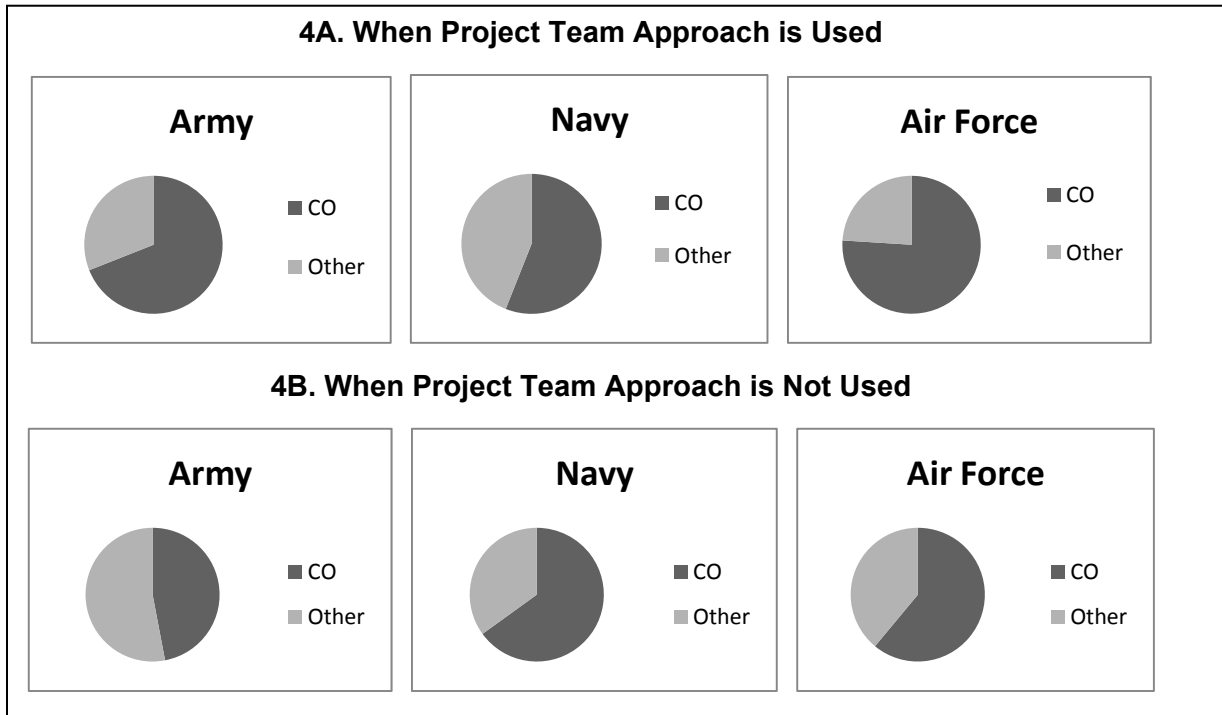 4A. When Project Team Approach is Used
Army
CO
Other
Navy
CO
Other
Air Force
CO
Other
4B. When Project Team Approach is Not Used
Army
CO
Other
Navy
CO
Other
Air Force
CO
Other